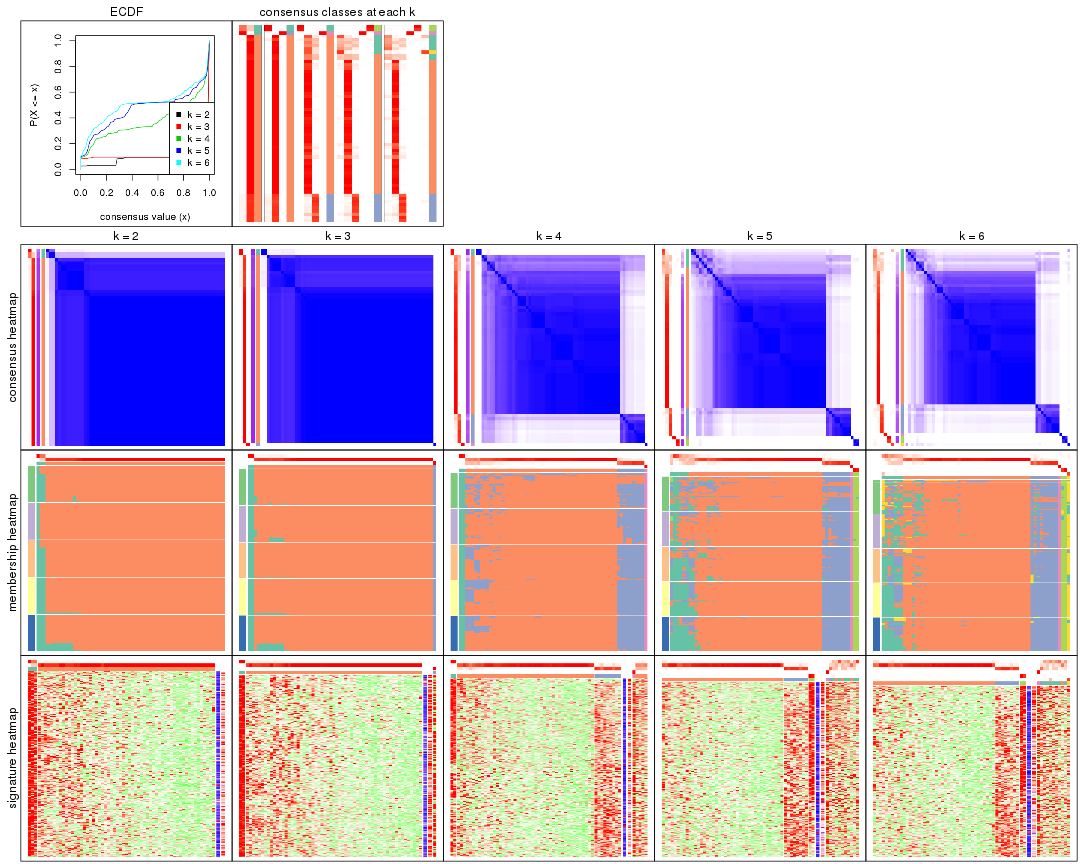 ECDF
consensus classes at each k
P(X <= x)
0.0 0.2 0.4 0.6 0.8 1.0
k = 2
k = 3
k = 4
k = 5
k = 6
0.0 0.2 0.4 0.6 0.8 1.0
consensus value (x)
k = 2
k = 3
k = 4
k = 5
k = 6
consensus heatmap
membership heatmap
signature heatmap